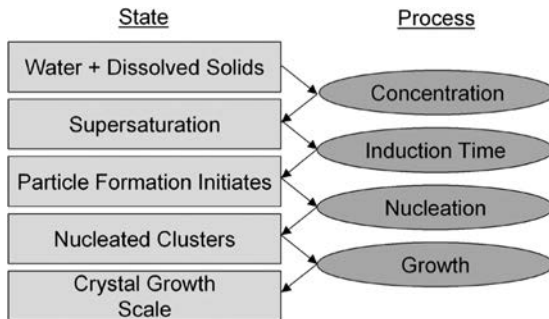 State
Process
Water + Dissolved Solids
Concentration
Supersaturation
Induction Time
Particle Formation Initiates
Nucleation
Nucleated Clusters
Growth
Crystal Growth
Scale